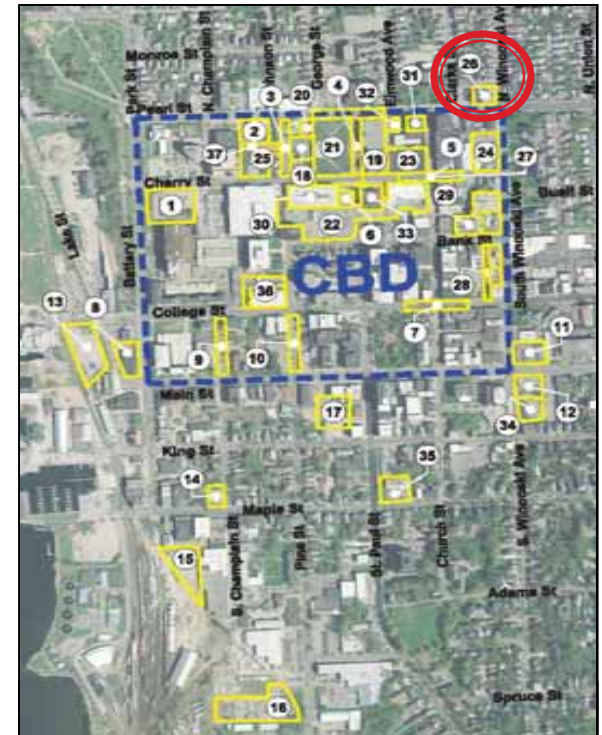 Monroe St
Park St
N. Champlain St
Johnson St
George St
Elmwood Ave
Clarke St
N. Winooski Ave
N. Union St
26
Pearl St
3
20
4
32
31
2
37
25
21
18
19
23
5
24
27
Cherry St
1
30
22
6
33
29
Buell St
Bank St
Lake St
Battery St
CBD
36
28
South Winooski Ave
13
8
College St
9
10
7
11
12
34
Main St
17
King St
14
35
Maple St
S. Champlain St
Pine St
St. Paul St
Church St
S. Winooski Ave
15
Adams St
16
Spruce St